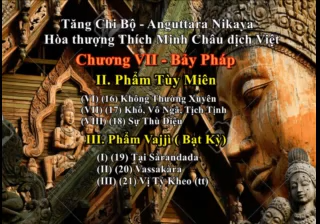 Tăng Chi Bộ - Anguttara Nikaya
Hòa thượng Thích Minh Châu dịch Việt
Chương VII - Bảy Pháp
II. Phẩm Tùy Miên
(VI) (16) Không Thường Xuyên
(VII) (17) Khổ, Vô Ngã, Tịch Tịnh
(VIII) (18) Sự Thù Diệu
III. Phẩm Vajjì ( Bạt Kỳ)
(I) (19) Tại Sarandada
(II) (20) Vassakara
(III) (21) Vị Tỷ Kheo (tt)